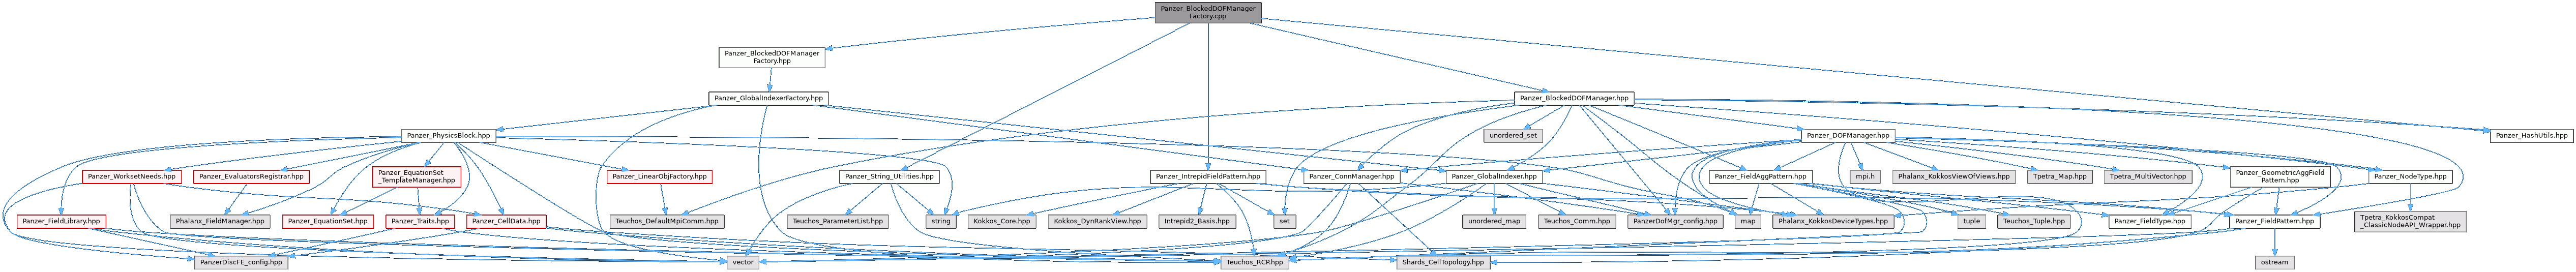 Panzer_BlockedDOFManager
Factory.cpp
Panzer_BlockedDOFManager
Factory.hpp
Panzer_GlobalIndexerFactory.hpp
Panzer_BlockedDOFManager.hpp
Panzer_PhysicsBlock.hpp
unordered_set
Panzer_DOFManager.hpp
Panzer_HashUtils.hpp
Panzer_WorksetNeeds.hpp
Panzer_EvaluatorsRegistrar.hpp
Panzer_EquationSet
_TemplateManager.hpp
Panzer_LinearObjFactory.hpp
Panzer_String_Utilities.hpp
Panzer_IntrepidFieldPattern.hpp
Panzer_ConnManager.hpp
Panzer_GlobalIndexer.hpp
Panzer_FieldAggPattern.hpp
mpi.h
Phalanx_KokkosViewOfViews.hpp
Tpetra_Map.hpp
Tpetra_MultiVector.hpp
Panzer_GeometricAggField
Pattern.hpp
Panzer_NodeType.hpp
Panzer_FieldLibrary.hpp
Phalanx_FieldManager.hpp
Panzer_EquationSet.hpp
Panzer_Traits.hpp
Panzer_CellData.hpp
Teuchos_DefaultMpiComm.hpp
Teuchos_ParameterList.hpp
string
Kokkos_Core.hpp
Kokkos_DynRankView.hpp
Intrepid2_Basis.hpp
set
unordered_map
Teuchos_Comm.hpp
PanzerDofMgr_config.hpp
map
Phalanx_KokkosDeviceTypes.hpp
tuple
Teuchos_Tuple.hpp
Panzer_FieldType.hpp
Panzer_FieldPattern.hpp
Tpetra_KokkosCompat
_ClassicNodeAPI_Wrapper.hpp
PanzerDiscFE_config.hpp
vector
Teuchos_RCP.hpp
Shards_CellTopology.hpp
ostream